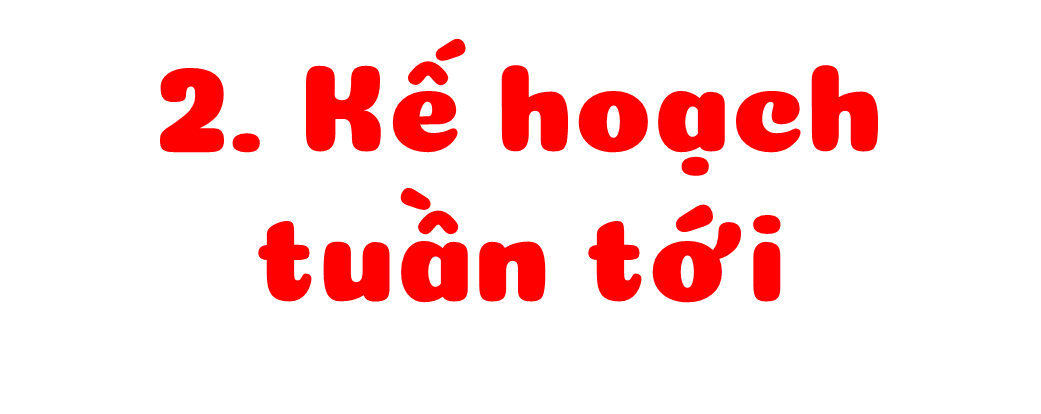 2. Kế hoạch
tuần tới